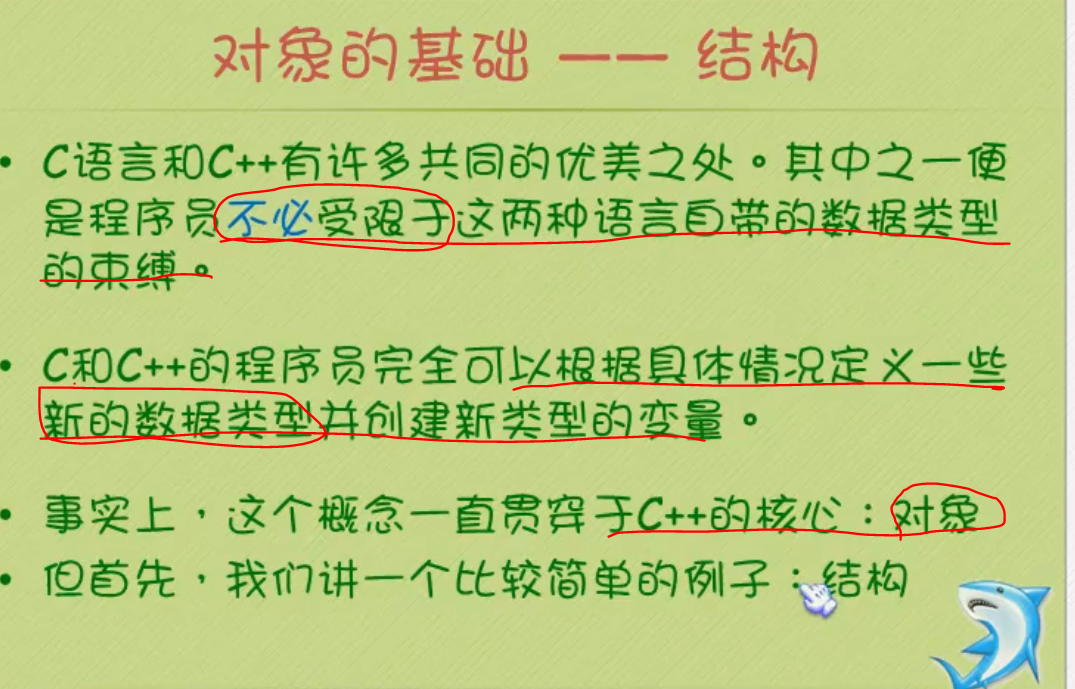 对象的基础 —— 结构
• C语言和C++有许多共同的优美之处。其中之一便
是程序员不必受限于这两种语言自带的数据类型
的束缚。
• C和C++的程序员完全可以根据具体情况定义一些
新的数据类型并创建新类型的变量。
• 事实上，这个概念一直贯穿于C++的核心：对象
• 但首先，我们讲一个比较简单的例子：结构